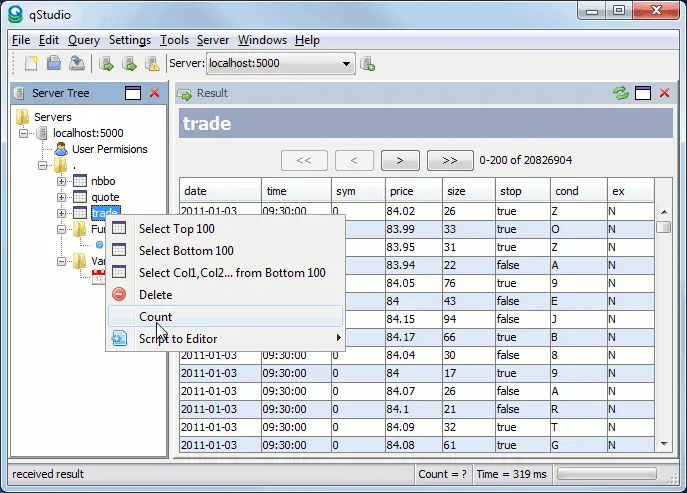 qStudio
File Edit Query Settings Tools Server Windows Help
Server: localhost:5000
Server Tree
Result
Servers
localhost:5000
User Permisions
.
nbbo
quote
trade
Fu
Va
Select Top 100
Select Bottom 100
Select Col1,Col2... from Bottom 100
Delete
Count
Script to Editor
trade
<< < > >> 0-200 of 20826904
date time sym price size stop cond ex
2011-01-03 09:30:00 0 84.02 26 true Z N
83.99 33 true O N
83.95 31 true Z N
83.94 22 false A N
84.05 76 true 9 N
84 43 false E N
84.15 94 false J N
84.17 66 true B N
2011-01-03 09:30:00 0 84.04 30 false 8 N
2011-01-03 09:30:00 0 84 17 true 9 N
2011-01-03 09:30:00 0 84.07 26 false A N
2011-01-03 09:30:00 0 84.1 21 false R N
2011-01-03 09:30:00 0 84.09 32 true T N
2011-01-03 09:30:00 0 84.08 61 true G N
received result
Count = ?
Time = 319 ms